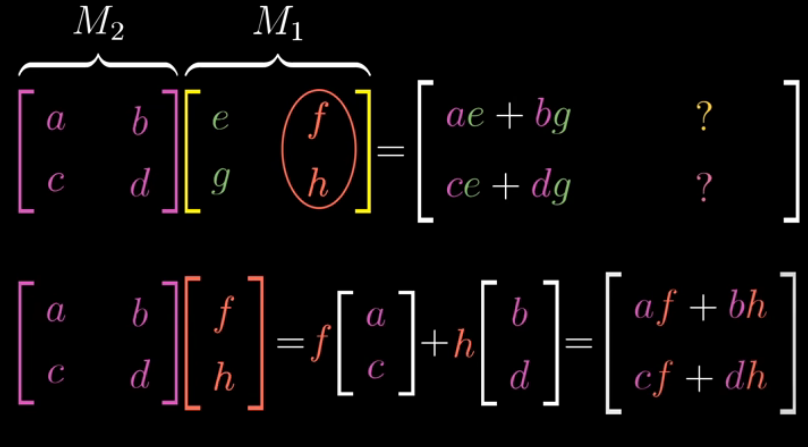 M₂ M₁
[a b; c d] [e f; g h] = [ae + bg ?; ce + dg ?]
[a b; c d] [f; h] = f [a; c] + h [b; d] = [af + bh; cf + dh]